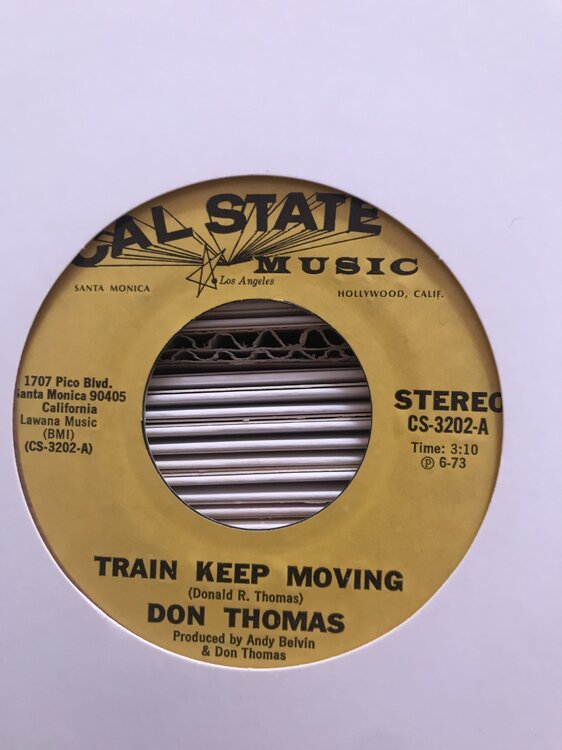 CAL STATE
MUSIC
Los Angeles
SANTA MONICA
HOLLYWOOD, CALIF.
1707 Pico Blvd.
Santa Monica 90405
California
Lawana Music
(BMI)
(CS-3202-A)
STEREO
CS-3202-A
Time: 3:10
℗ 6-73
TRAIN KEEP MOVING
(Donald R. Thomas)
DON THOMAS
Produced by Andy Belvin
& Don Thomas